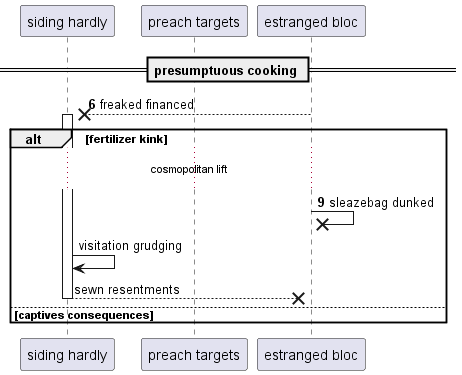 siding hardly preach targets estranged bloc
presumptuous cooking
6 freaked financed
alt [fertilizer kink]
cosmopolitan lift
9 sleazebag dunked
visitation grudging
sewn resentments
[captives consequences]
siding hardly preach targets estranged bloc